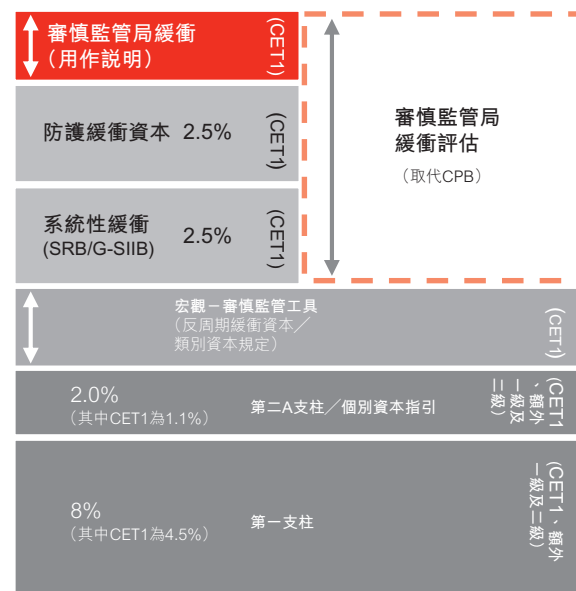 審慎監管局緩衝
（用作説明）
(CET1)
防護緩衝資本 2.5%
(CET1)
審慎監管局
緩衝評估
（取代CPB）
系統性緩衝
(SRB/G-SIIB)
2.5%
(CET1)
宏觀－審慎監管工具
（反周期緩衝資本╱
類別資本規定）
(CET1)
2.0%
（其中CET1為1.1%）
第二A支柱╱個別資本指引
(CET1
、額外
一級及
二級）
8%
（其中CET1為4.5%）
第一支柱
(CET1、額外
一級及二級）